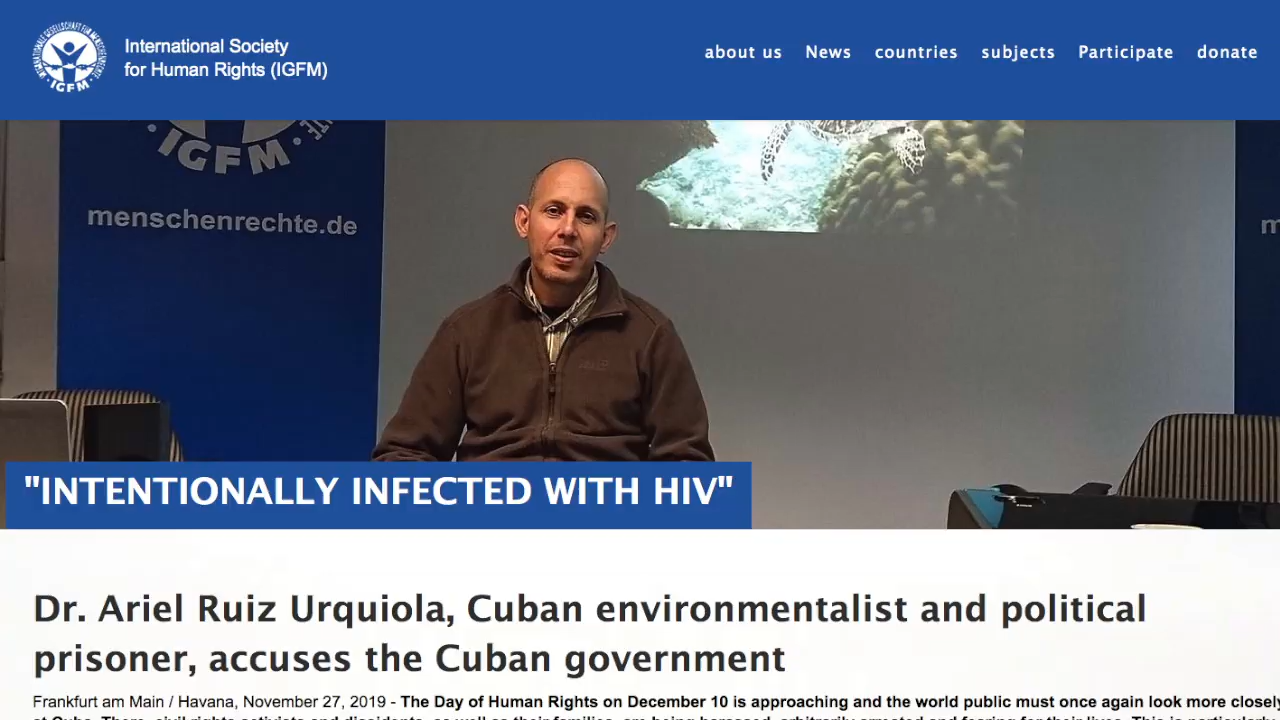 International Society
for Human Rights (IGFM)
about us News countries subjects Participate donate
IGFM
IGFM
menschenrechte.de
"INTENTIONALLY INFECTED WITH HIV"
Dr. Ariel Ruiz Urquiola, Cuban environmentalist and political
prisoner, accuses the Cuban government
Frankfurt am Main / Havana, November 27, 2019 - The Day of Human Rights on December 10 is approaching and the world public must once again look more closel